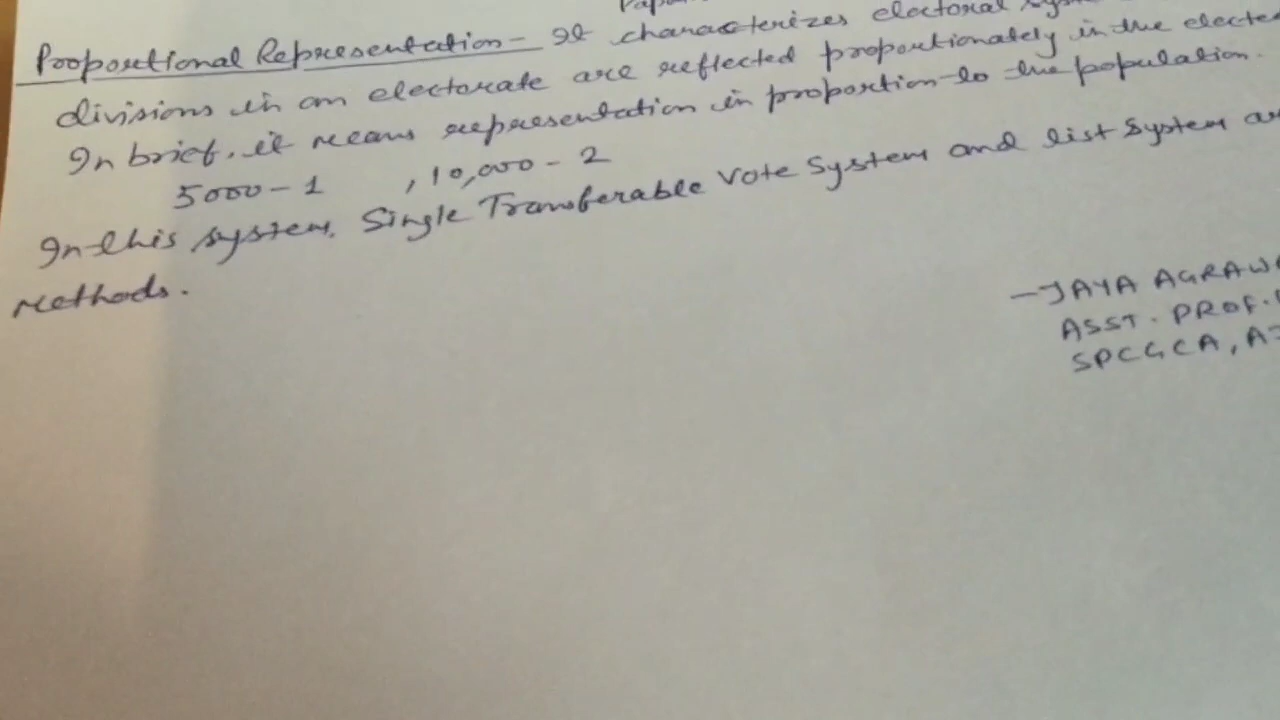 Proportional Representation - It characterizes electoral
divisions in an electorate are reflected proportionately in the
In brief, it means representation in proportion to the population.
5000 - 1 , 10,000 - 2
In this system, Single Transferable Vote System and list System
methods.
- JAYA
ASST. PROF.
SPCGCA,